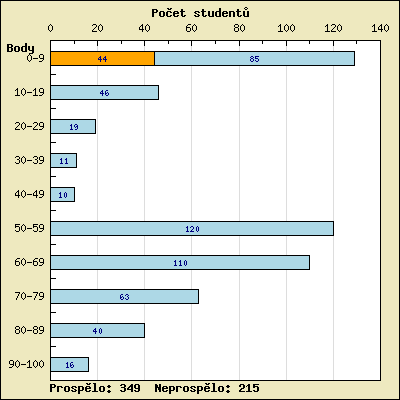 Počet studentů
0 20 40 60 80 100 120 140
Body
0-9 44 85
10-19 46
20-29 19
30-39 11
40-49 10
50-59 120
60-69 110
70-79 63
80-89 40
90-100 16
Prospělo: 349 Neprospělo: 215